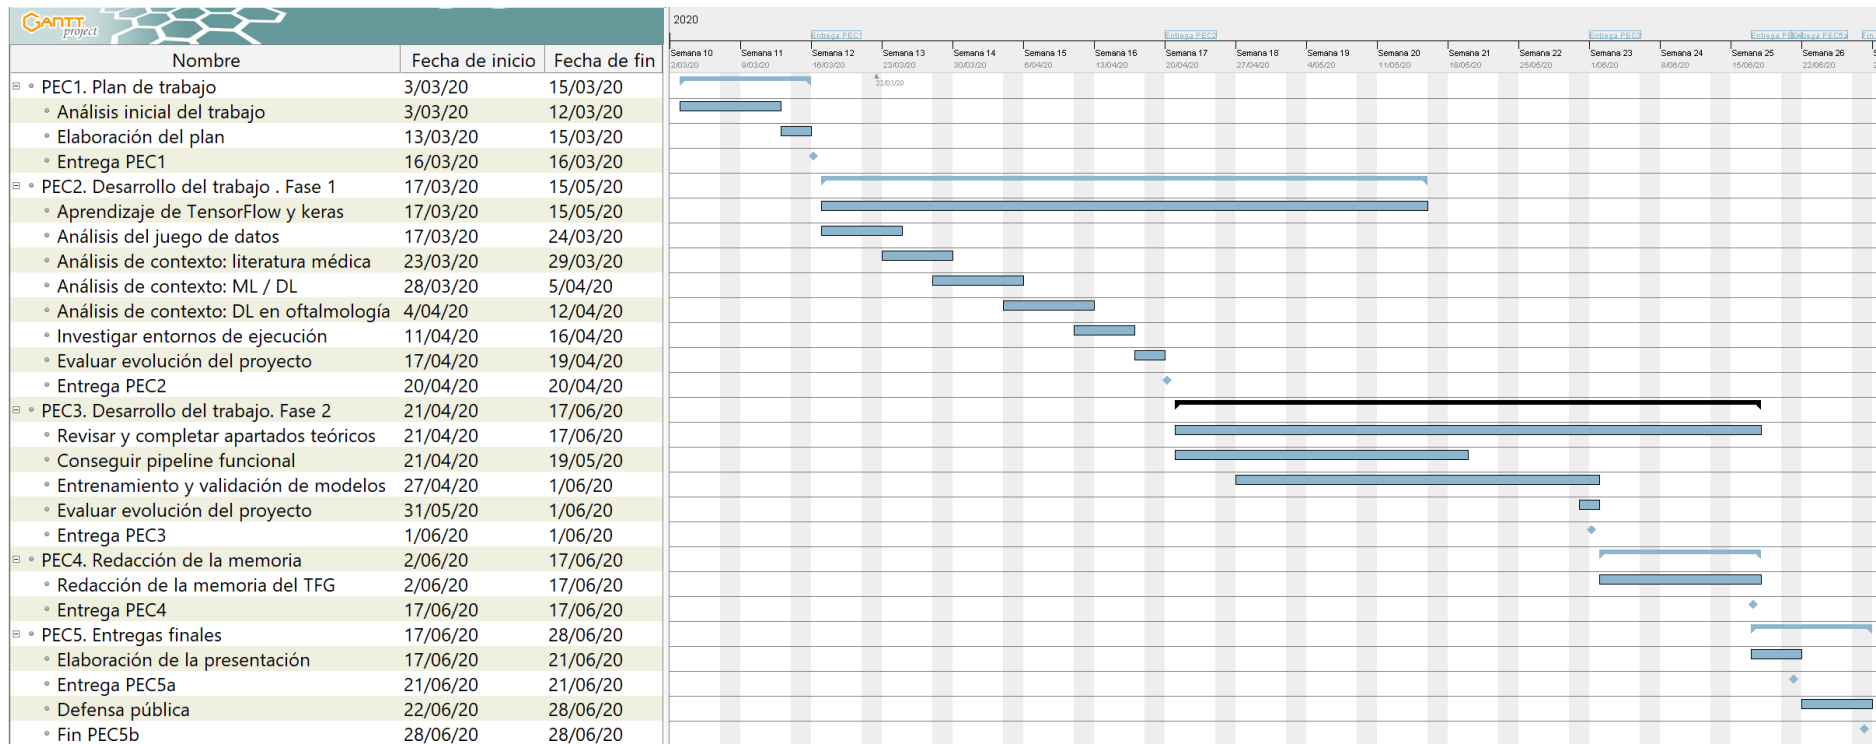 GANTT project
2020
Entrega PEC1 Entrega PEC2 Entrega PEC3
Semana 10 Semana 11 Semana 12 Semana 13 Semana 14 Semana 15 Semana 16 Semana 17 Semana 18 Semana 19 Semana 20 Semana 21 Semana 22 Semana 23 Semana 24 Semana 25 Semana 26
2/03/20 9/03/20 16/03/20 23/03/20 30/03/20 6/04/20 13/04/20 20/04/20 27/04/20 4/05/20 11/05/20 18/05/20 25/05/20 1/06/20 8/06/20 15/06/20 22/06/20
22/03/20
Nombre Fecha de inicio Fecha de fin
PEC1. Plan de trabajo 3/03/20 15/03/20
Análisis inicial del trabajo 3/03/20 12/03/20
Elaboración del plan 13/03/20 15/03/20
Entrega PEC1 16/03/20 16/03/20
PEC2. Desarrollo del trabajo . Fase 1 17/03/20 15/05/20
Aprendizaje de TensorFlow y keras 17/03/20 15/05/20
Análisis del juego de datos 17/03/20 24/03/20
Análisis de contexto: literatura médica 23/03/20 29/03/20
Análisis de contexto: ML / DL 28/03/20 5/04/20
Análisis de contexto: DL en oftalmología 4/04/20 12/04/20
Investigar entornos de ejecución 11/04/20 16/04/20
Evaluar evolución del proyecto 17/04/20 19/04/20
Entrega PEC2 20/04/20 20/04/20
PEC3. Desarrollo del trabajo. Fase 2 21/04/20 17/06/20
Revisar y completar apartados teóricos 21/04/20 17/06/20
Conseguir pipeline funcional 21/04/20 19/05/20
Entrenamiento y validación de modelos 27/04/20 1/06/20
Evaluar evolución del proyecto 31/05/20 1/06/20
Entrega PEC3 1/06/20 1/06/20
PEC4. Redacción de la memoria 2/06/20 17/06/20
Redacción de la memoria del TFG 2/06/20 17/06/20
Entrega PEC4 17/06/20 17/06/20
PEC5. Entregas finales 17/06/20 28/06/20
Elaboración de la presentación 17/06/20 21/06/20
Entrega PEC5a 21/06/20 21/06/20
Defensa pública 22/06/20 28/06/20
Fin PEC5b 28/06/20 28/06/20